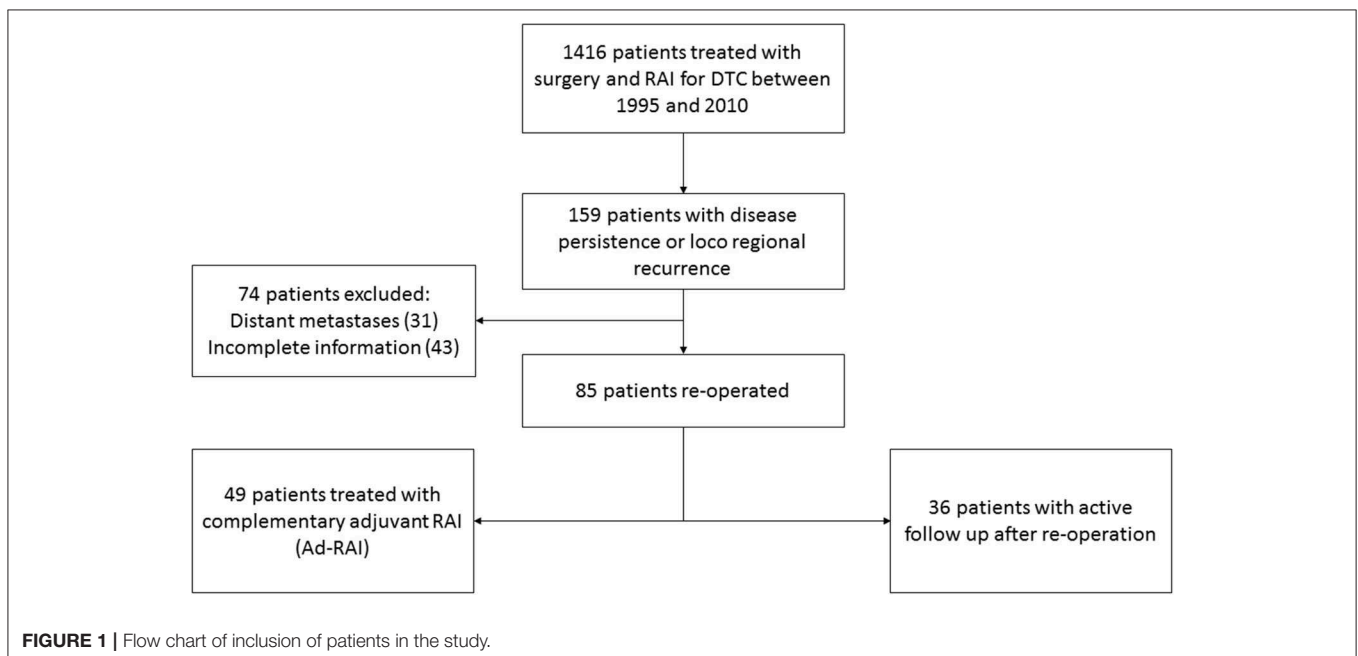 1416 patients treated with
surgery and RAI for DTC between
1995 and 2010
159 patients with disease
persistence or loco regional
recurrence
74 patients excluded:
Distant metastases (31)
Incomplete information (43)
85 patients re-operated
49 patients treated with
complementary adjuvant RAI
(Ad-RAI)
36 patients with active
follow up after re-operation
FIGURE 1 | Flow chart of inclusion of patients in the study.